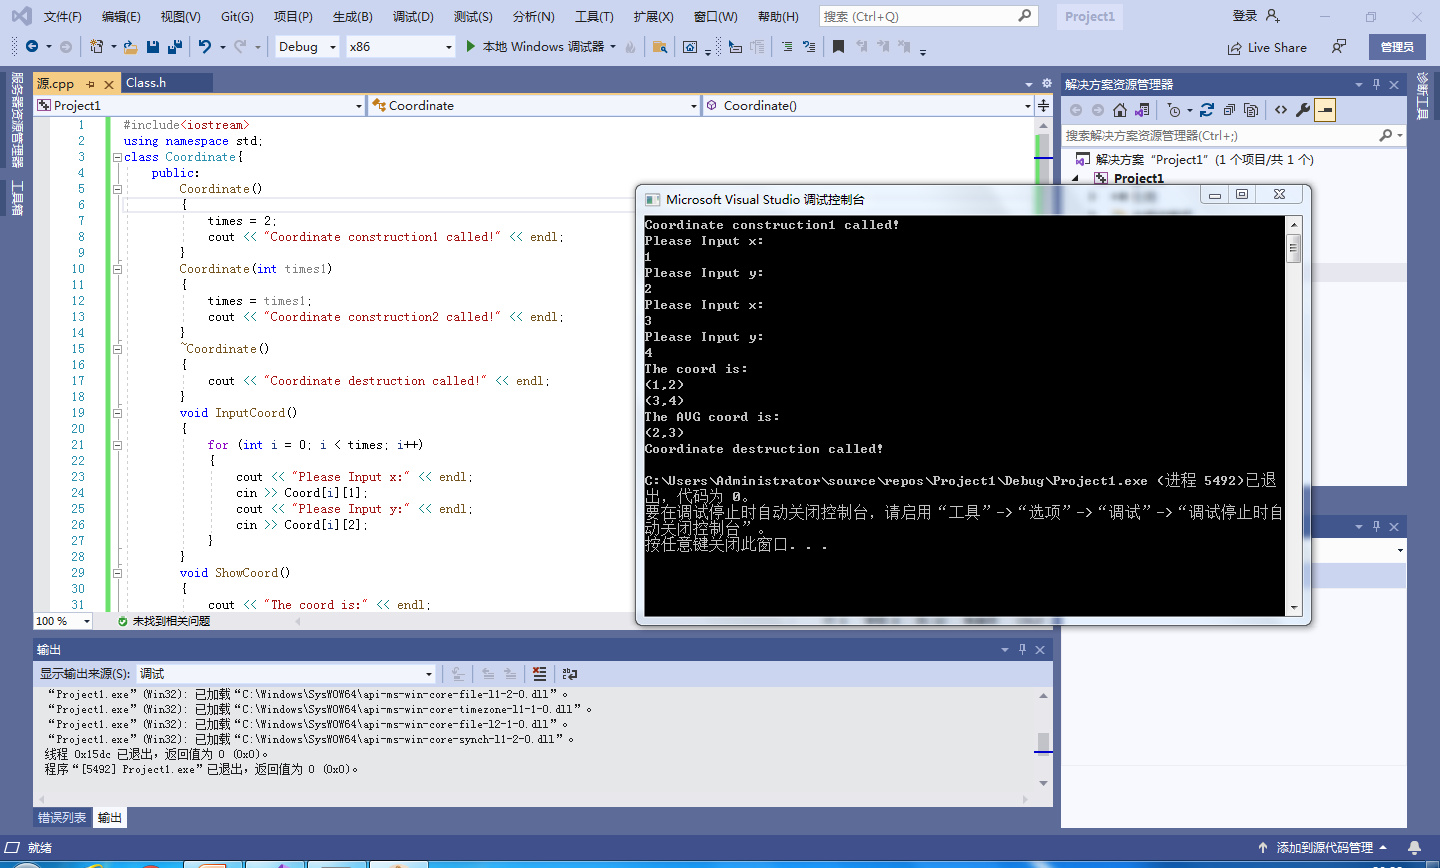 文件(F) 编辑(E) 视图(V) Git(G) 项目(P) 生成(B) 调试(D) 测试(S) 分析(N) 工具(T) 扩展(X) 窗口(W) 帮助(H) 搜索 (Ctrl+Q) Project1 登录
Debug x86 本地 Windows 调试器 Live Share 管理员
服务器资源管理器
工具箱
源.cpp Class.h
Project1 Coordinate Coordinate()
1 #include<iostream>
2 using namespace std;
3 class Coordinate{
4 public:
5 Coordinate()
6 {
7 times = 2;
8 cout << "Coordinate construction1 called!" << endl;
9 }
10 Coordinate(int times1)
11 {
12 times = times1;
13 cout << "Coordinate construction2 called!" << endl;
14 }
15 ~Coordinate()
16 {
17 cout << "Coordinate destruction called!" << endl;
18 }
19 void InputCoord()
20 {
21 for (int i = 0; i < times; i++)
22 {
23 cout << "Please Input x:" << endl;
24 cin >> Coord[i][1];
25 cout << "Please Input y:" << endl;
26 cin >> Coord[i][2];
27 }
28 }
29 void ShowCoord()
30 {
31 cout << "The coord is:" << endl;
100 % 未找到相关问题
Microsoft Visual Studio 调试控制台
Coordinate construction1 called!
Please Input x:
1
Please Input y:
2
Please Input x:
3
Please Input y:
4
The coord is:
(1,2)
(3,4)
The AVG coord is:
(2,3)
Coordinate destruction called!
C:\Users\Administrator\source\repos\Project1\Debug\Project1.exe (进程 5492)已退
出，代码为 0。
要在调试停止时自动关闭控制台，请启用“工具”->“选项”->“调试”->“调试停止时自
动关闭控制台”。
按任意键关闭此窗口. . .
解决方案资源管理器
搜索解决方案资源管理器(Ctrl+;)
解决方案“Project1”(1 个项目/共 1 个)
Project1
诊断工具
输出
显示输出来源(S): 调试
“Project1.exe”(Win32): 已加载“C:\Windows\SysWOW64\api-ms-win-core-file-l1-2-0.dll”。
“Project1.exe”(Win32): 已加载“C:\Windows\SysWOW64\api-ms-win-core-timezone-l1-1-0.dll”。
“Project1.exe”(Win32): 已加载“C:\Windows\SysWOW64\api-ms-win-core-file-l2-1-0.dll”。
“Project1.exe”(Win32): 已加载“C:\Windows\SysWOW64\api-ms-win-core-synch-l1-2-0.dll”。
线程 0x15dc 已退出，返回值为 0 (0x0)。
程序“[5492] Project1.exe”已退出，返回值为 0 (0x0)。
错误列表 输出
就绪 添加到源代码管理